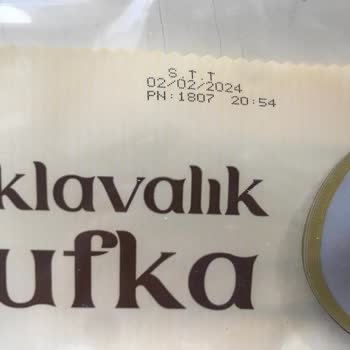 S.T.T
02/02/2024
PN:1807 20:54
klavalık
ufka